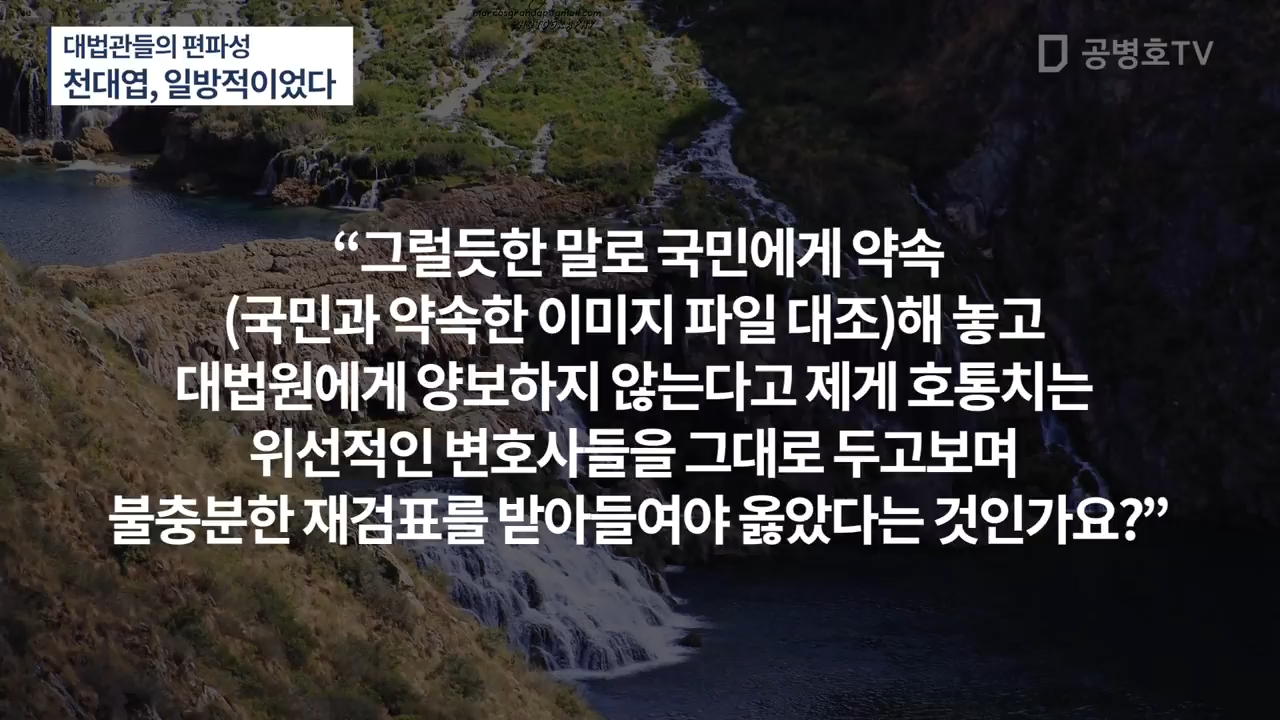 대법관들의 편파성
천대엽, 일방적이었다
공병호TV
“그럴듯한 말로 국민에게 약속
(국민과 약속한 이미지 파일 대조)해 놓고
대법원에게 양보하지 않는다고 제게 호통치는
위선적인 변호사들을 그대로 두고보며
불충분한 재검표를 받아들여야 옳았다는 것인가요?”